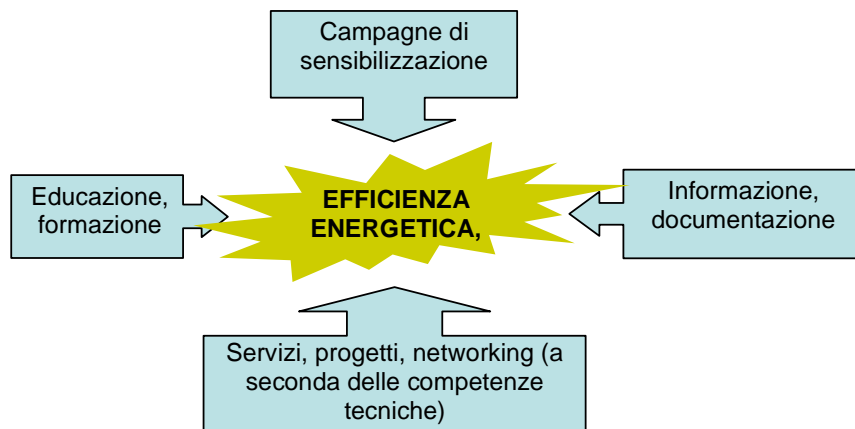 Campagne di
sensibilizzazione
Educazione,
formazione
EFFICIENZA
ENERGETICA,
Informazione,
documentazione
Servizi, progetti, networking (a
seconda delle competenze
tecniche)